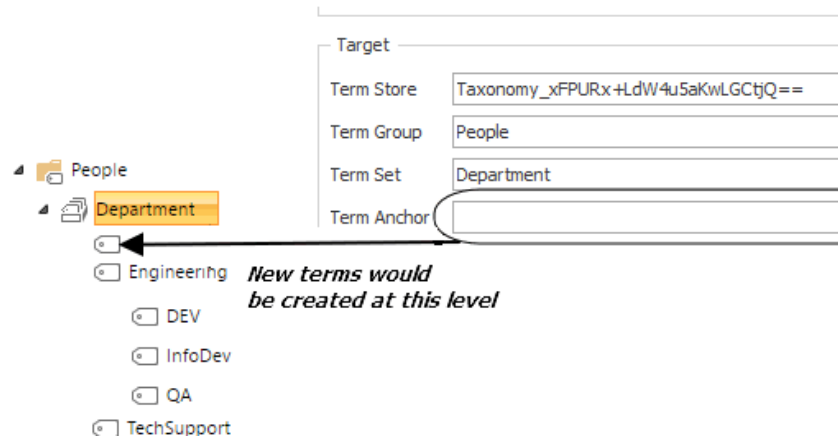 Target
Term Store Taxonomy_xFPURx+LdW4u5aKwLGCtjQ==
Term Group People
Term Set Department
Term Anchor
People
Department
Engineering
New terms would
be created at this level
DEV
InfoDev
QA
TechSupport